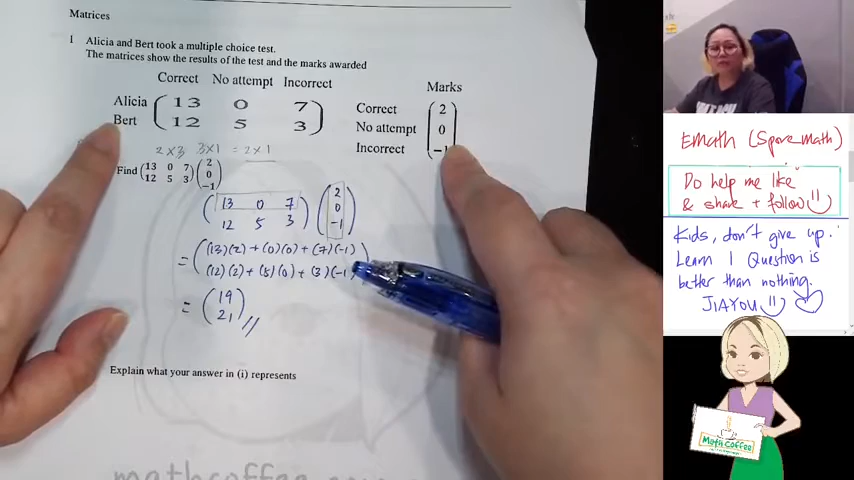 Matrices
1 Alicia and Bert took a multiple choice test.
The matrices show the results of the test and the marks awarded
Correct No attempt Incorrect
Alicia ( 13 0 7 )
Bert ( 12 5 3 )
Marks
Correct ( 2 )
No attempt ( 0 )
Incorrect ( -1
2×3 3×1 = 2×1
Find (13 0 7) (2)
(12 5 3) (0)
(-1)
( 13 0 7 ) ( 2 )
( 12 5 3 ) ( 0 )
( -1 )
= ( (13)(2) + (0)(0) + (7)(-1) )
( (12)(2) + (5)(0) + (3)(-1
= ( 19 )
( 21 ) //
Explain what your answer in (i) represents
mathcoffee
Emath (Spore math)
Do help me like
& share + follow
Kids, don't give up.
Learn 1 Question is
better than nothing.
JIAYOU
Math Coffee